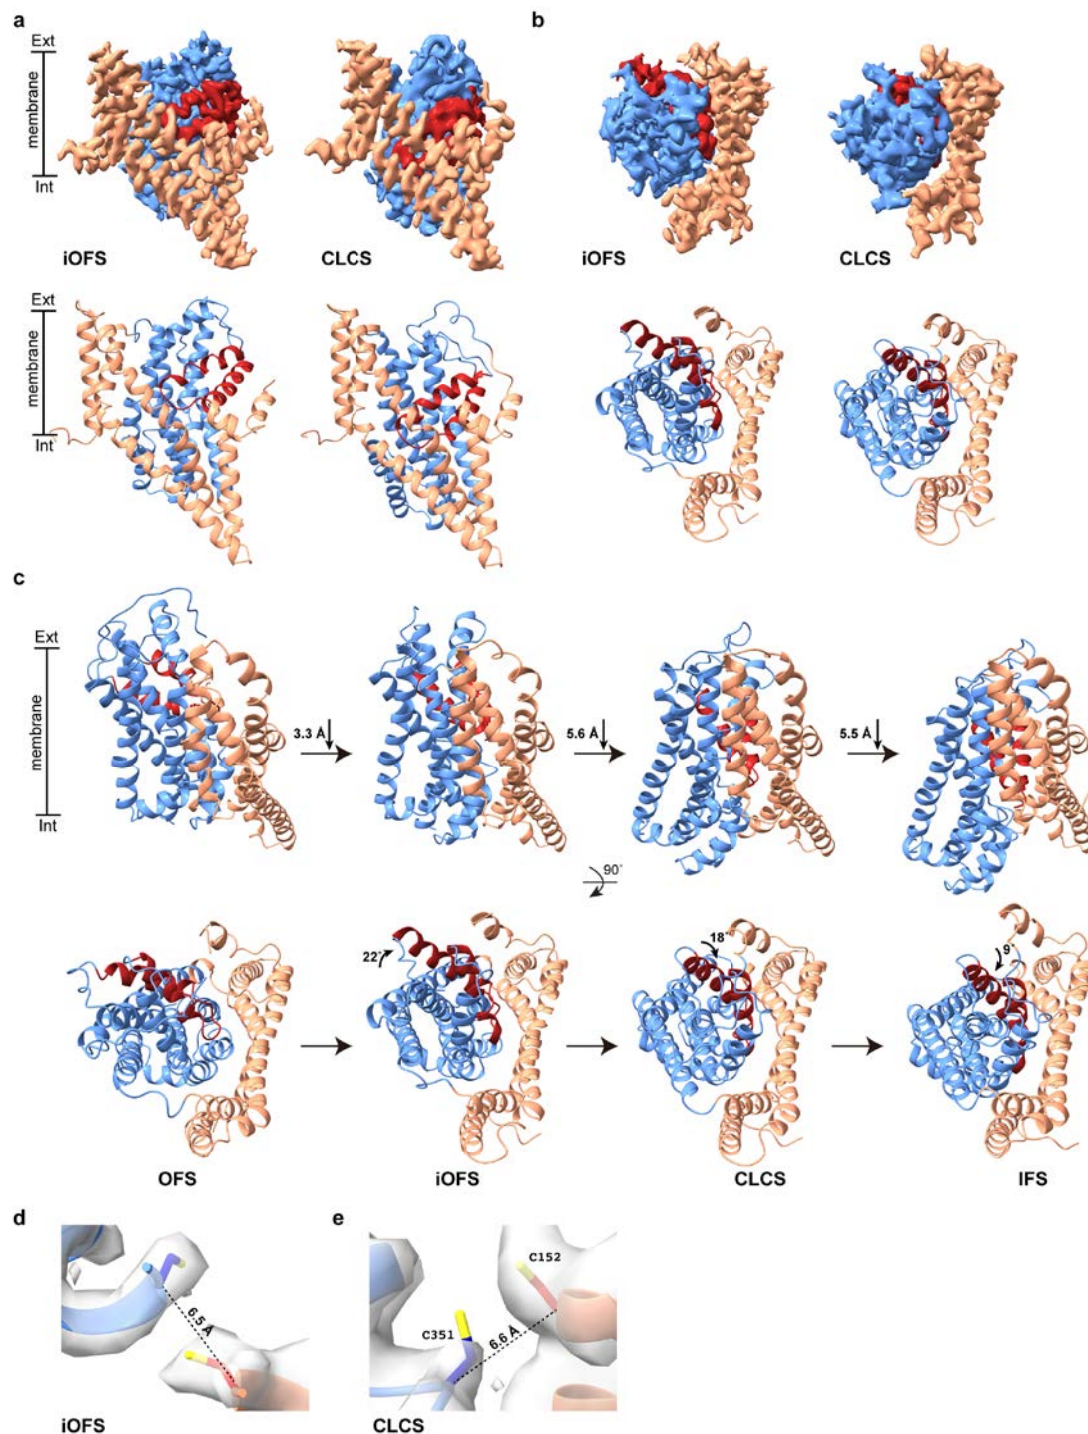 a
b
Ext
membrane
Int
iOFS
CLCS
iOFS
CLCS
Ext
membrane
Int
c
Ext
membrane
Int
3.3 Å
5.6 Å
5.5 Å
90°
22°
18°
9°
OFS
iOFS
CLCS
IFS
d
e
6.5 Å
C152
C351
6.6 Å
iOFS
CLCS